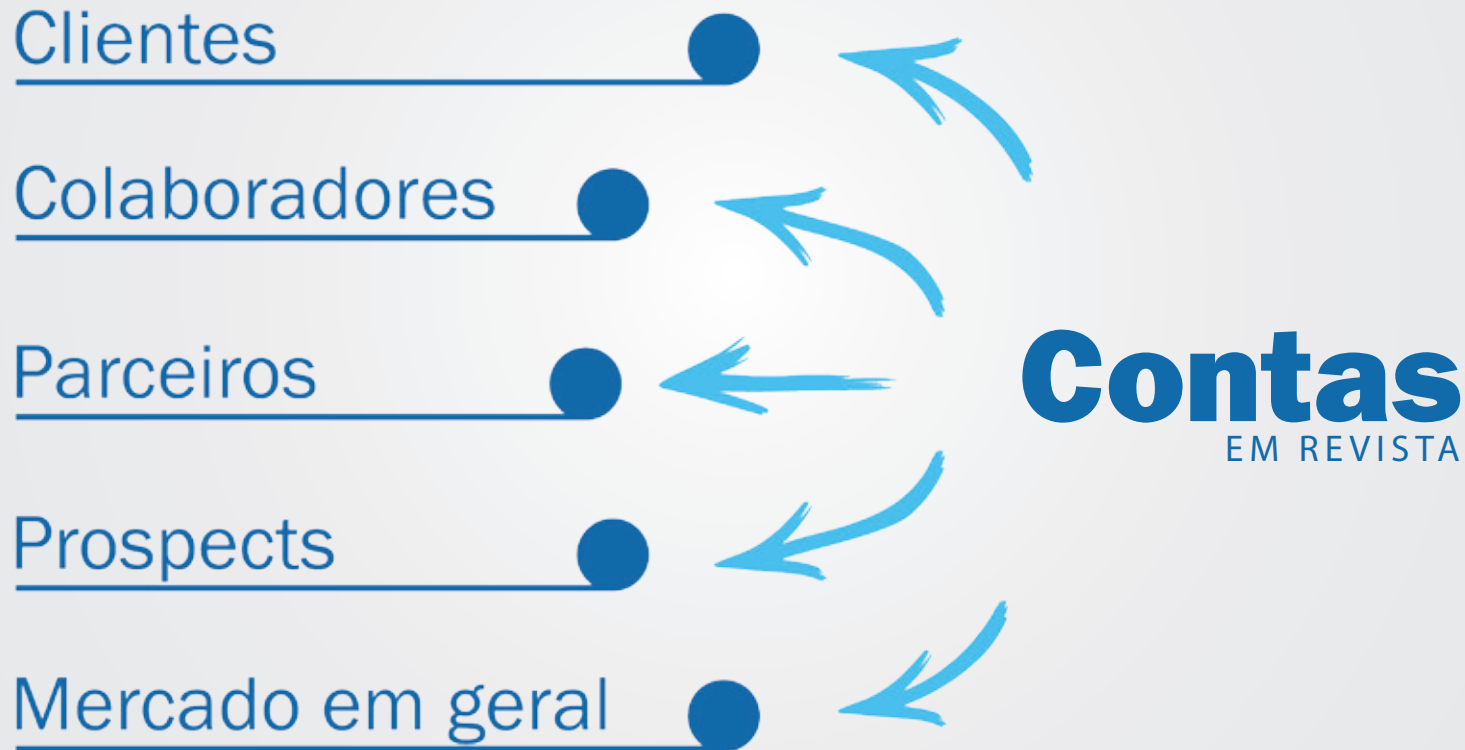 Clientes
Colaboradores
Parceiros
Prospects
Mercado em geral
Contas
EM REVISTA